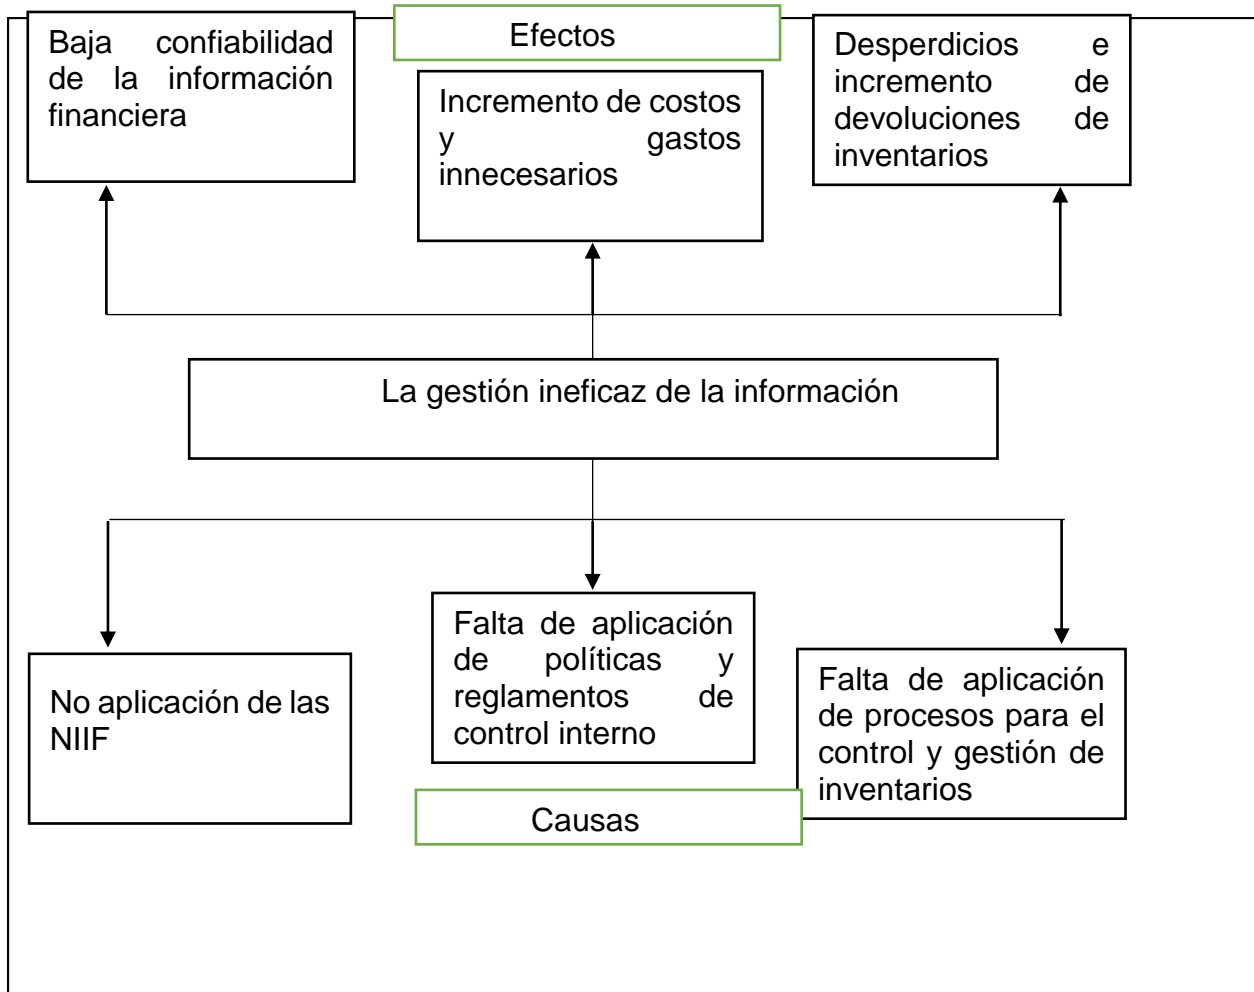 Efectos
Baja confiabilidad
de la información
financiera
Incremento de costos
y gastos
innecesarios
Desperdicios e
incremento de
devoluciones de
inventarios
La gestión ineficaz de la información
No aplicación de las
NIIF
Falta de aplicación
de políticas y
reglamentos de
control interno
Falta de aplicación
de procesos para el
control y gestión de
inventarios
Causas